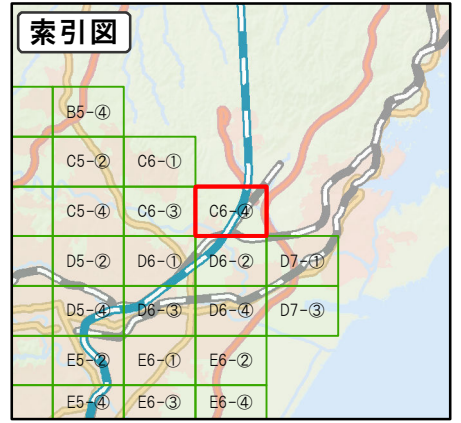 索引図
B5-④
C5-② C6-①
C5-④ C6-③ C6-④
D5-② D6-① D6-② D7-①
D5-④ D6-③ D6-④ D7-③
E5-② E6-① E6-②
E5-④ E6-③ E6-④